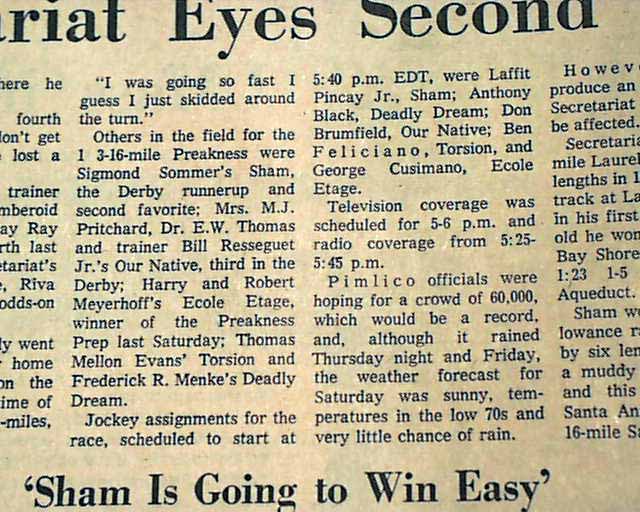 riat Eyes Second
here he
fourth
don't get
lost a
trainer
mberoid
ay Ray
rth last
etariat's
Riva
odds-on
ly went
home
on the
ime of
-miles,
"I was going so fast I
guess I just skidded around
the turn."
Others in the field for the
1 3-16-mile Preakness were
Sigmond Sommer's Sham,
the Derby runnerup and
second favorite; Mrs. M.J.
Pritchard, Dr. E.W. Thomas
and trainer Bill Resseguet
Jr.'s Our Native, third in the
Derby; Harry and Robert
Meyerhoff's Ecole Etage,
winner of the Preakness
Prep last Saturday; Thomas
Mellon Evans' Torsion and
Frederick R. Menke's Deadly
Dream.
Jockey assignments for the
race, scheduled to start at
5:40 p.m. EDT, were Laffit
Pincay Jr., Sham; Anthony
Black, Deadly Dream; Don
Brumfield, Our Native; Ben
Feliciano, Torsion, and
George Cusimano, Ecole
Etage.
Television coverage was
scheduled for 5-6 p.m. and
radio coverage from 5:25-
5:45 p.m.
Pimlico officials were
hoping for a crowd of 60,000,
which would be a record,
and, although it rained
Thursday night and Friday,
the weather forecast for
Saturday was sunny, tem-
peratures in the low 70s and
very little chance of rain.
Howev
produce an
Secretariat
be affected.
Secretaria
mile Laurel
lengths in 1
track at La
in his first
old he won
Bay Shore
1:23 1-5
Aqueduct.
Sham wo
lowance ra
by six len
a muddy
and this
Santa An
16-mile Sa
'Sham Is Going to Win Easy'